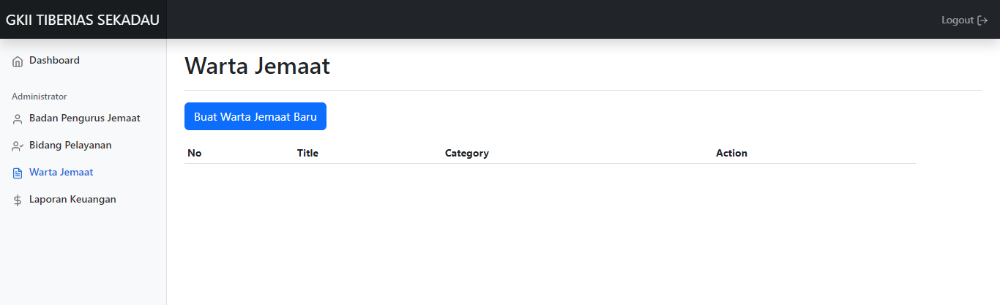 GKII TIBERIAS SEKADAU
Logout
Dashboard
Administrator
Badan Pengurus Jemaat
Bidang Pelayanan
Warta Jemaat
Laporan Keuangan
Warta Jemaat
Buat Warta Jemaat Baru
No Title Category Action